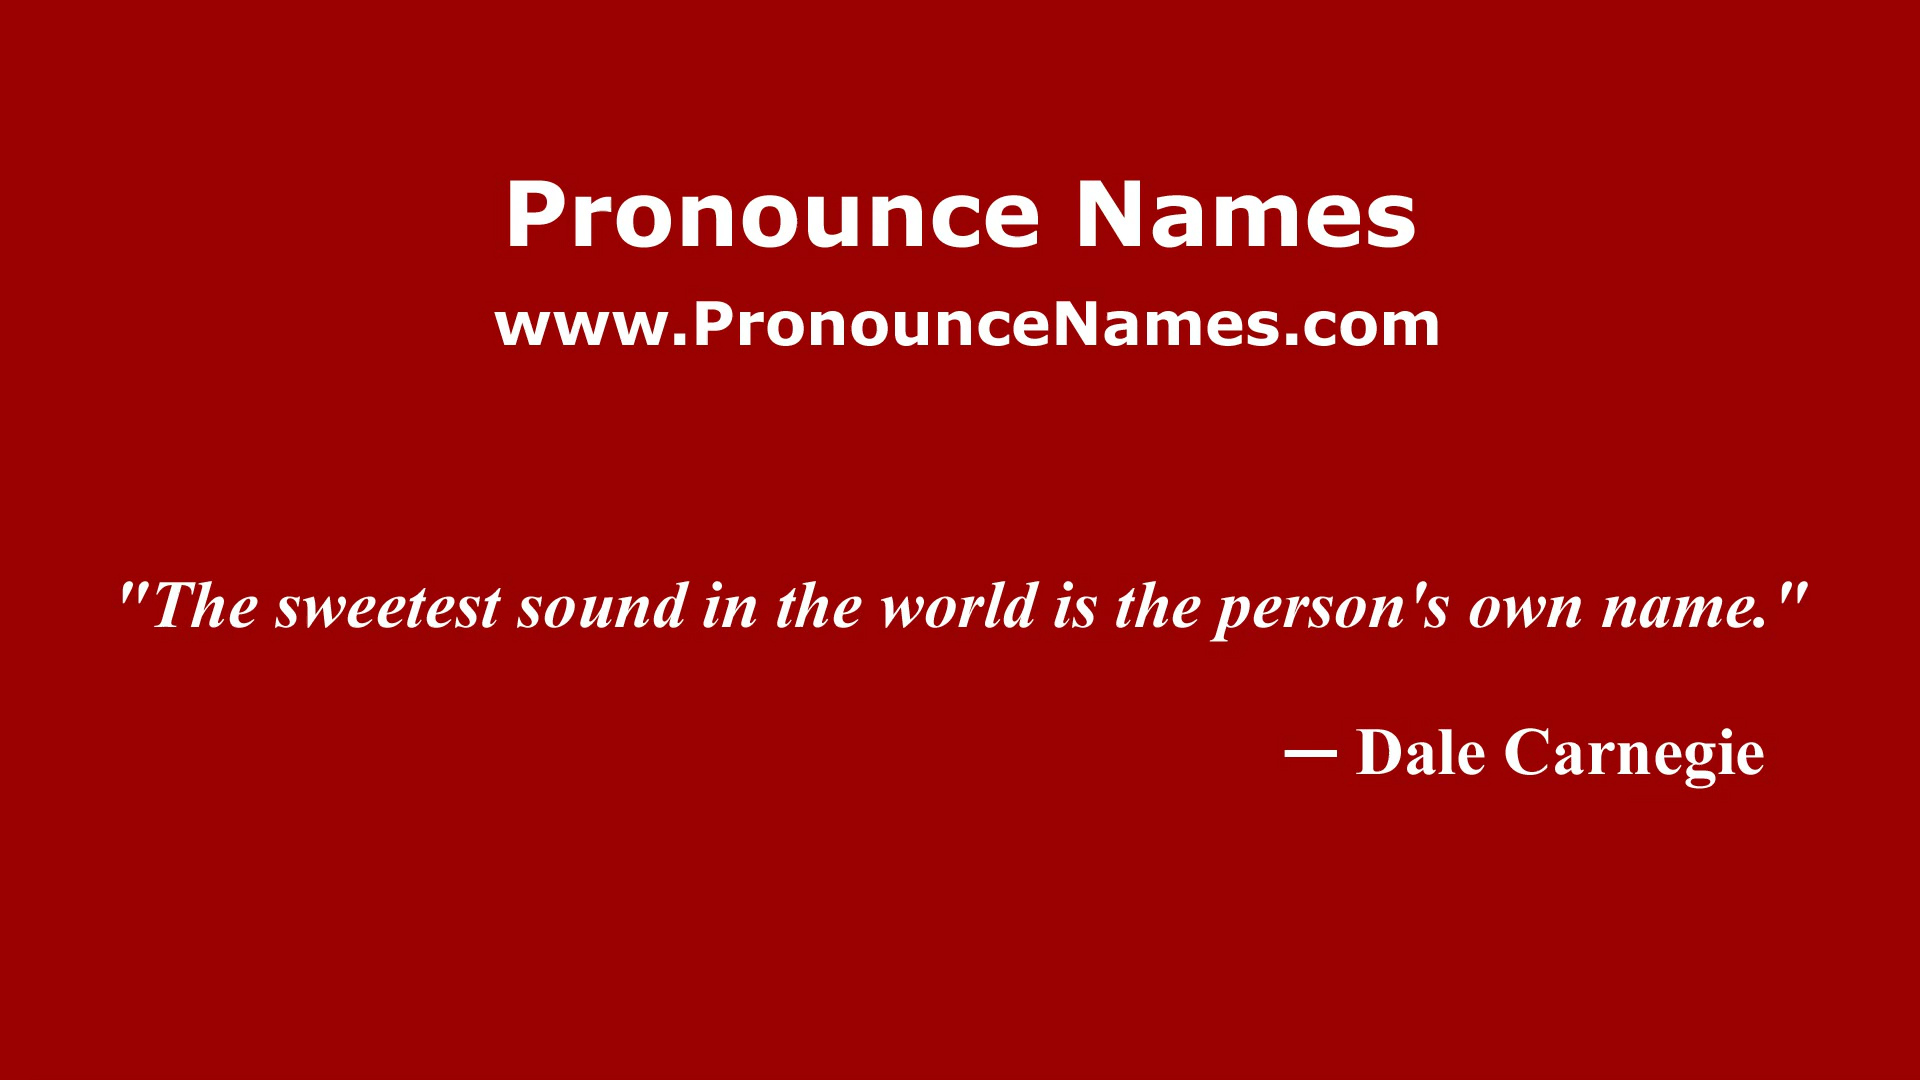 Pronounce Names
www.PronounceNames.com
"The sweetest sound in the world is the person's own name."
— Dale Carnegie